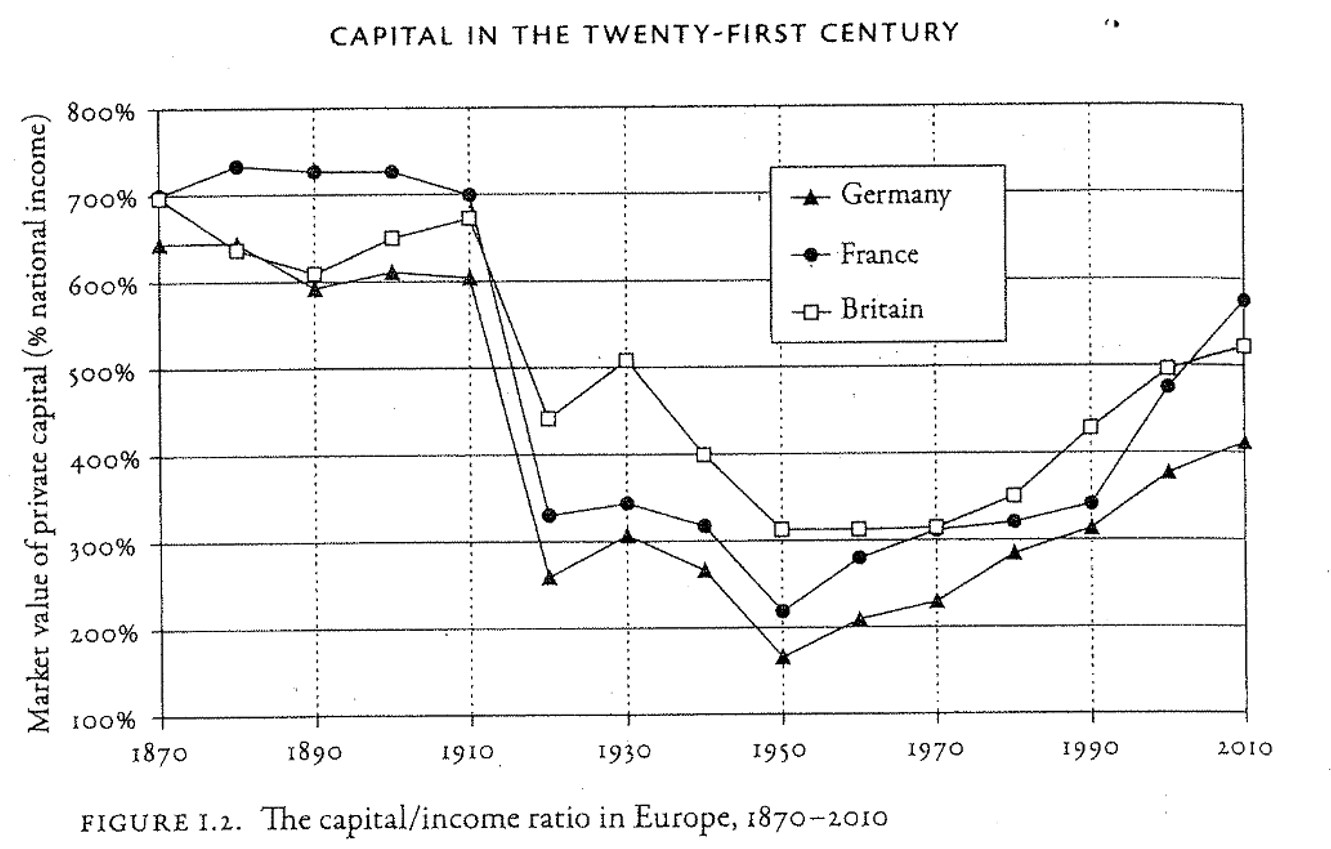 CAPITAL IN THE TWENTY-FIRST CENTURY
Market value of private capital (% national income)
800%
700%
600%
500%
400%
300%
200%
100%
Germany
France
Britain
1870
1890
1910
1930
1950
1970
1990
2010
FIGURE I.2. The capital/income ratio in Europe, 1870–2010